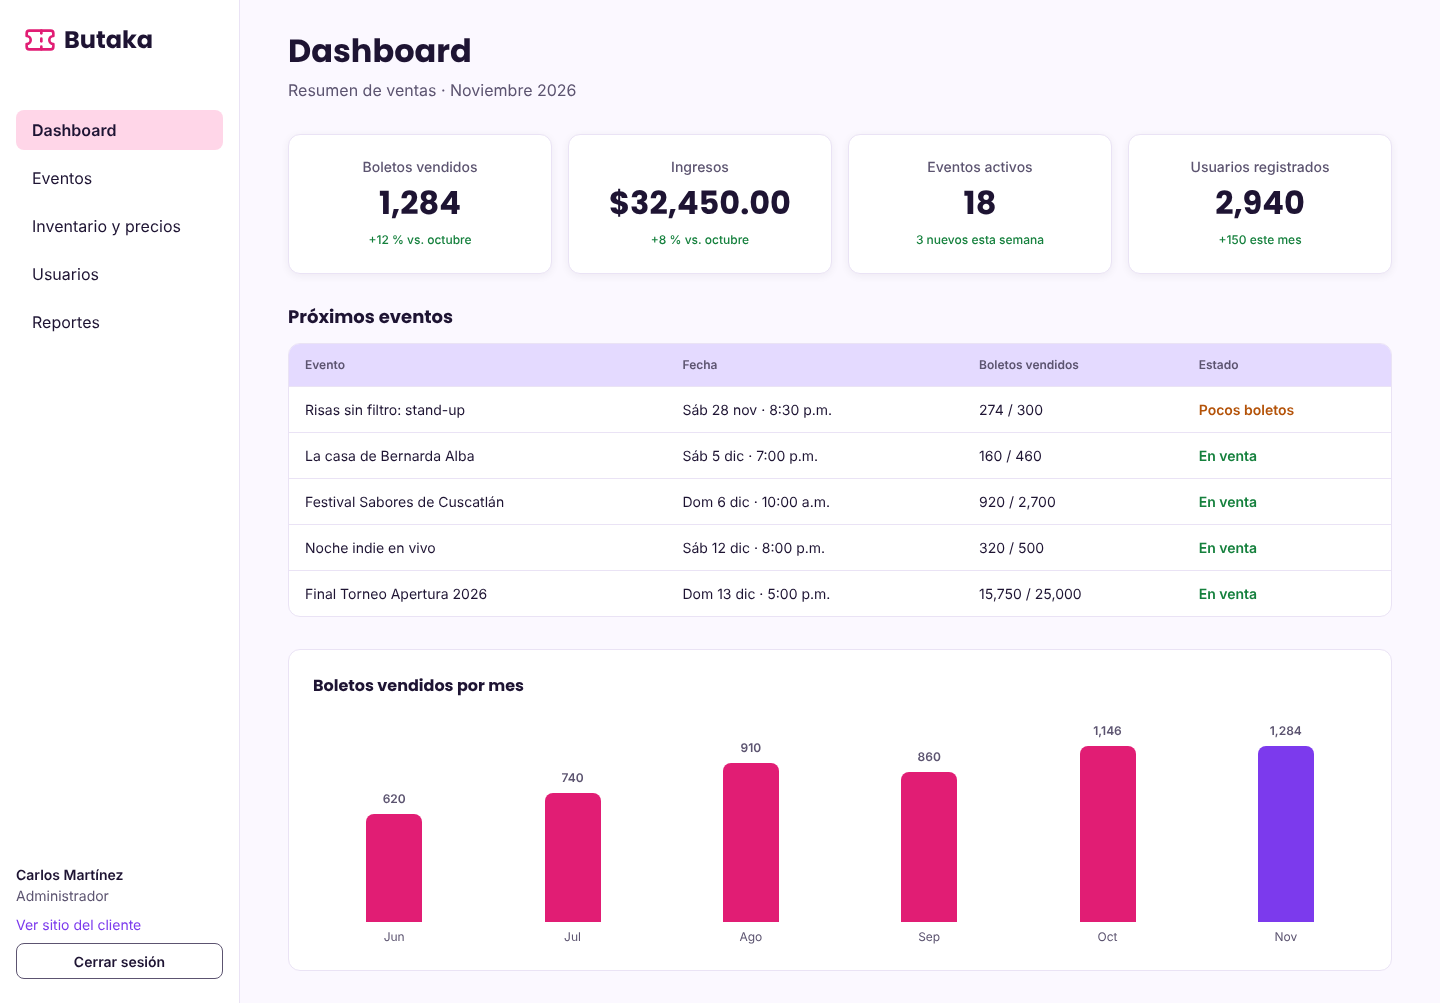 Butaka
Dashboard
Eventos
Inventario y precios
Usuarios
Reportes
Carlos Martínez
Administrador
Ver sitio del cliente
Cerrar sesión
Dashboard
Resumen de ventas · Noviembre 2026
Boletos vendidos
1,284
+12 % vs. octubre
Ingresos
$32,450.00
+8 % vs. octubre
Eventos activos
18
3 nuevos esta semana
Usuarios registrados
2,940
+150 este mes
Próximos eventos
Evento Fecha Boletos vendidos Estado
Risas sin filtro: stand-up Sáb 28 nov · 8:30 p.m. 274 / 300 Pocos boletos
La casa de Bernarda Alba Sáb 5 dic · 7:00 p.m. 160 / 460 En venta
Festival Sabores de Cuscatlán Dom 6 dic · 10:00 a.m. 920 / 2,700 En venta
Noche indie en vivo Sáb 12 dic · 8:00 p.m. 320 / 500 En venta
Final Torneo Apertura 2026 Dom 13 dic · 5:00 p.m. 15,750 / 25,000 En venta
Boletos vendidos por mes
620 740 910 860 1,146 1,284
Jun Jul Ago Sep Oct Nov